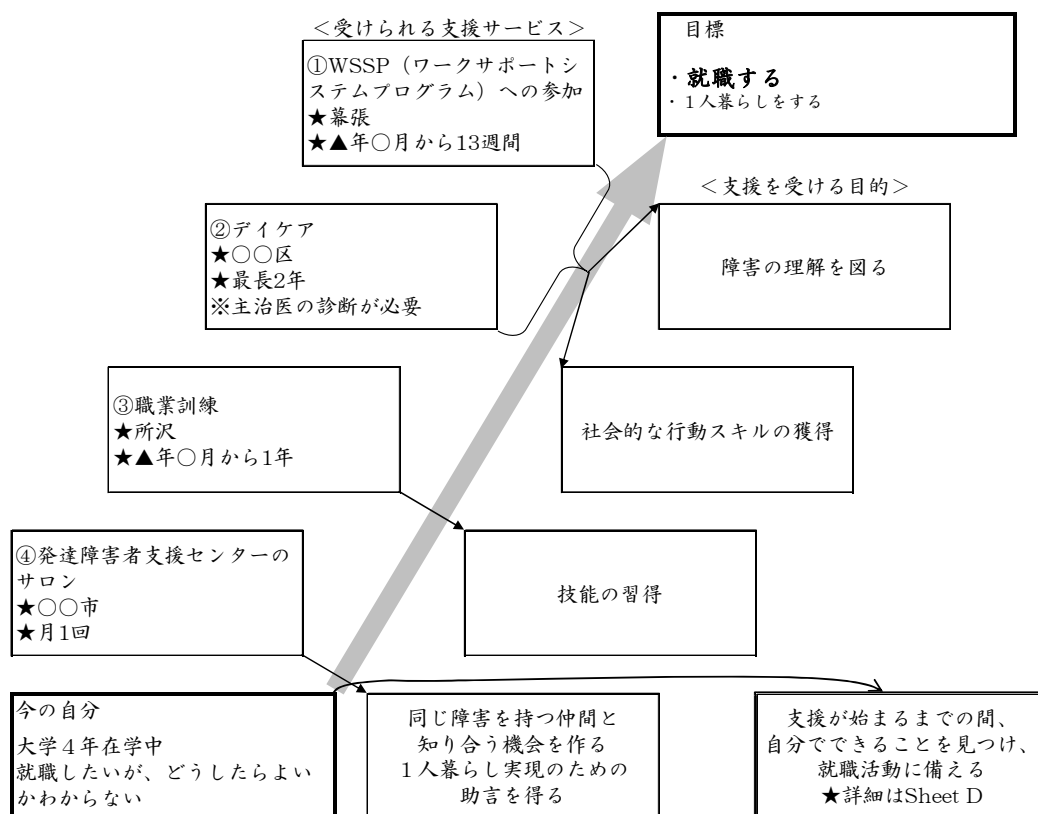 ＜受けられる支援サービス＞
①WSSP（ワークサポートシ
ステムプログラム）への参加
★幕張
★▲年○月から13週間
目標
・就職する
・1人暮らしをする
＜支援を受ける目的＞
②デイケア
★○○区
★最長2年
※主治医の診断が必要
障害の理解を図る
③職業訓練
★所沢
★▲年○月から1年
社会的な行動スキルの獲得
④発達障害者支援センターの
サロン
★○○市
★月1回
技能の習得
今の自分
大学４年在学中
就職したいが、どうしたらよい
かわからない
同じ障害を持つ仲間と
知り合う機会を作る
１人暮らし実現のための
助言を得る
支援が始まるまでの間、
自分でできることを見つけ、
就職活動に備える
★詳細はSheet D